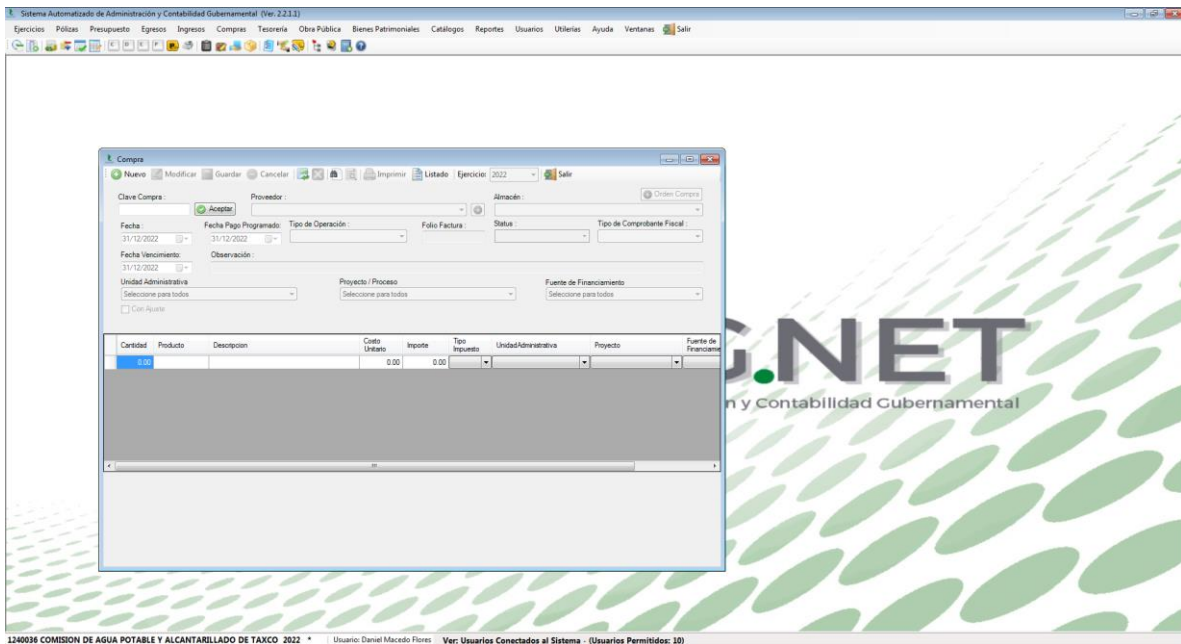 Sistema Automatizado de Administración y Contabilidad Gubernamental (Ver. 2.2.1.1)
Ejercicios Pólizas Presupuesto Egresos Ingresos Compras Tesorería Obra Pública Bienes Patrimoniales Catálogos Reportes Usuarios Utilerias Ayuda Ventanas Salir
Compra
Nuevo Modificar Guardar Cancelar Imprimir Listado Ejercicio: 2022 Salir
Clave Compra : Proveedor : Almacén : Orden Compra
Aceptar
Fecha : Fecha Pago Programado: Tipo de Operación : Folio Factura : Status : Tipo de Comprobante Fiscal :
31/12/2022 31/12/2022
Fecha Vencimiento: Observación :
31/12/2022
Unidad Administrativa Proyecto / Proceso Fuente de Financiamiento
Seleccione para todos Seleccione para todos Seleccione para todos
Con Ajuste
Cantidad Producto Descripcion Costo Unitario Importe Tipo Impuesto UnidadAdministrativa Proyecto Fuente de Financiamie
0.00 0.00 0.00
.NET
n y Contabilidad Gubernamental
1240036 COMISION DE AGUA POTABLE Y ALCANTARILLADO DE TAXCO 2022 * Usuario: Daniel Macedo Flores Ver: Usuarios Conectados al Sistema - (Usuarios Permitidos: 10)